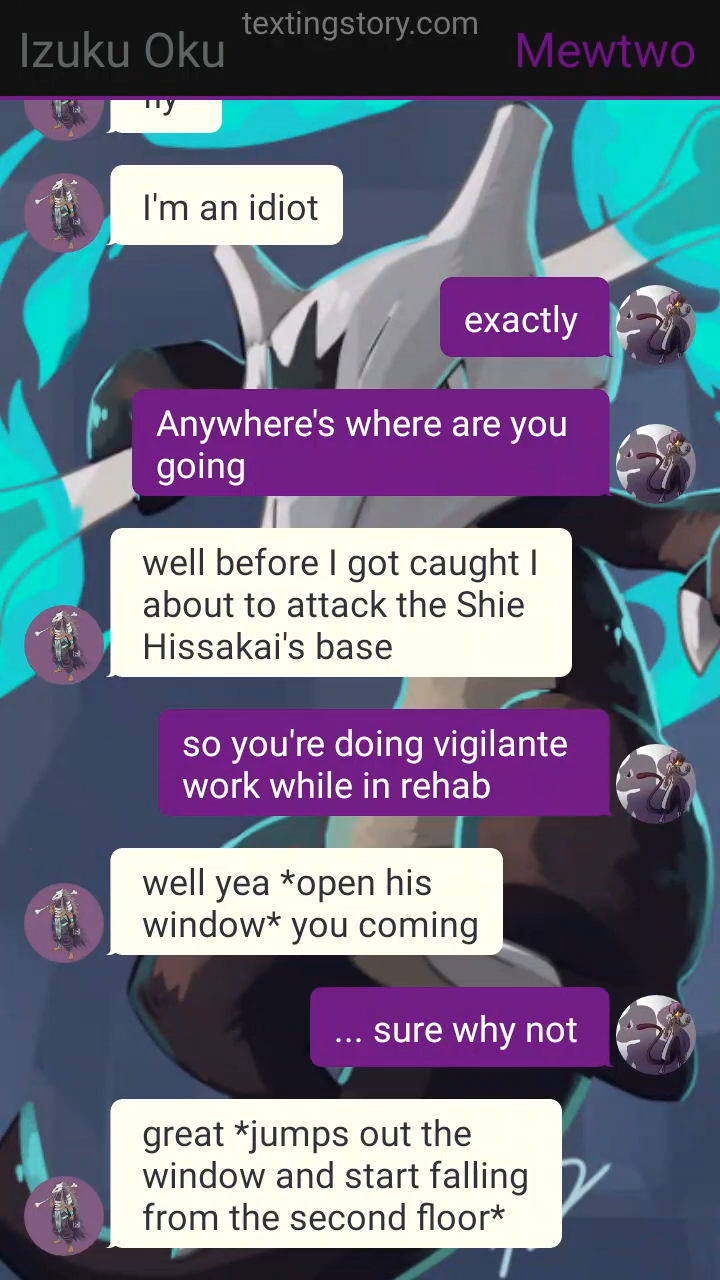 textingstory.com
Izuku Oku
Mewtwo
I'm an idiot
exactly
Anywhere's where are you
going
well before I got caught I
about to attack the Shie
Hissakai's base
so you're doing vigilante
work while in rehab
well yea *open his
window* you coming
... sure why not
great *jumps out the
window and start falling
from the second floor*